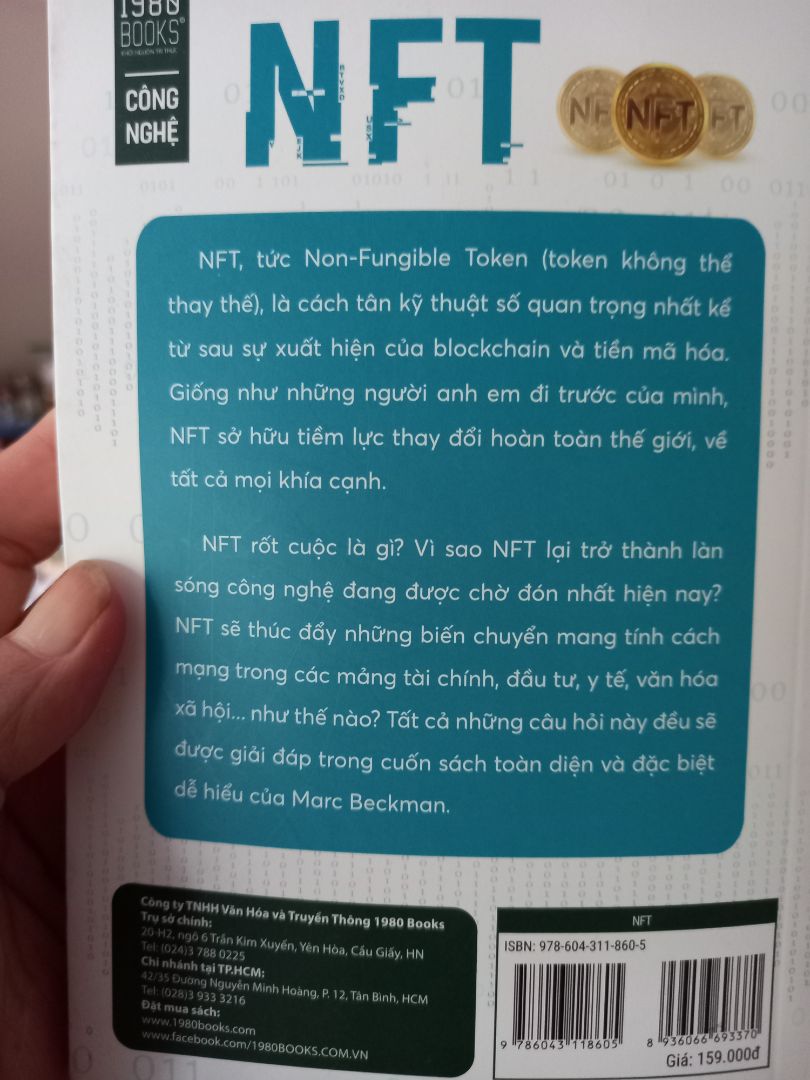 1980
BOOKS
KHƠI NGUỒN TRI THỨC
CÔNG
NGHỆ
NFT
NFT
NFT, tức Non-Fungible Token (token không thể
thay thế), là cách tân kỹ thuật số quan trọng nhất kể
từ sau sự xuất hiện của blockchain và tiền mã hóa.
Giống như những người anh em đi trước của mình,
NFT sở hữu tiềm lực thay đổi hoàn toàn thế giới, về
tất cả mọi khía cạnh.
NFT rốt cuộc là gì? Vì sao NFT lại trở thành làn
sóng công nghệ đang được chờ đón nhất hiện nay?
NFT sẽ thúc đẩy những biến chuyển mang tính cách
mạng trong các mảng tài chính, đầu tư, y tế, văn hóa
xã hội... như thế nào? Tất cả những câu hỏi này đều sẽ
được giải đáp trong cuốn sách toàn diện và đặc biệt
dễ hiểu của Marc Beckman.
Công ty TNHH Văn Hóa và Truyền Thông 1980 Books
Trụ sở chính:
20-H2, ngõ 6 Trần Kim Xuyến, Yên Hòa, Cầu Giấy, HN
Tel: (024)3 788 0225
Chi nhánh tại TP.HCM:
42/35 Đường Nguyễn Minh Hoàng, P. 12, Tân Bình, HCM
Tel: (028)3 933 3216
Đặt mua sách:
www.1980books.com
www.facebook.com/1980BOOKS.COM.VN
NFT
ISBN: 978-604-311-860-5
9 786043 118605
8 936066 693370
Giá: 159.000đ